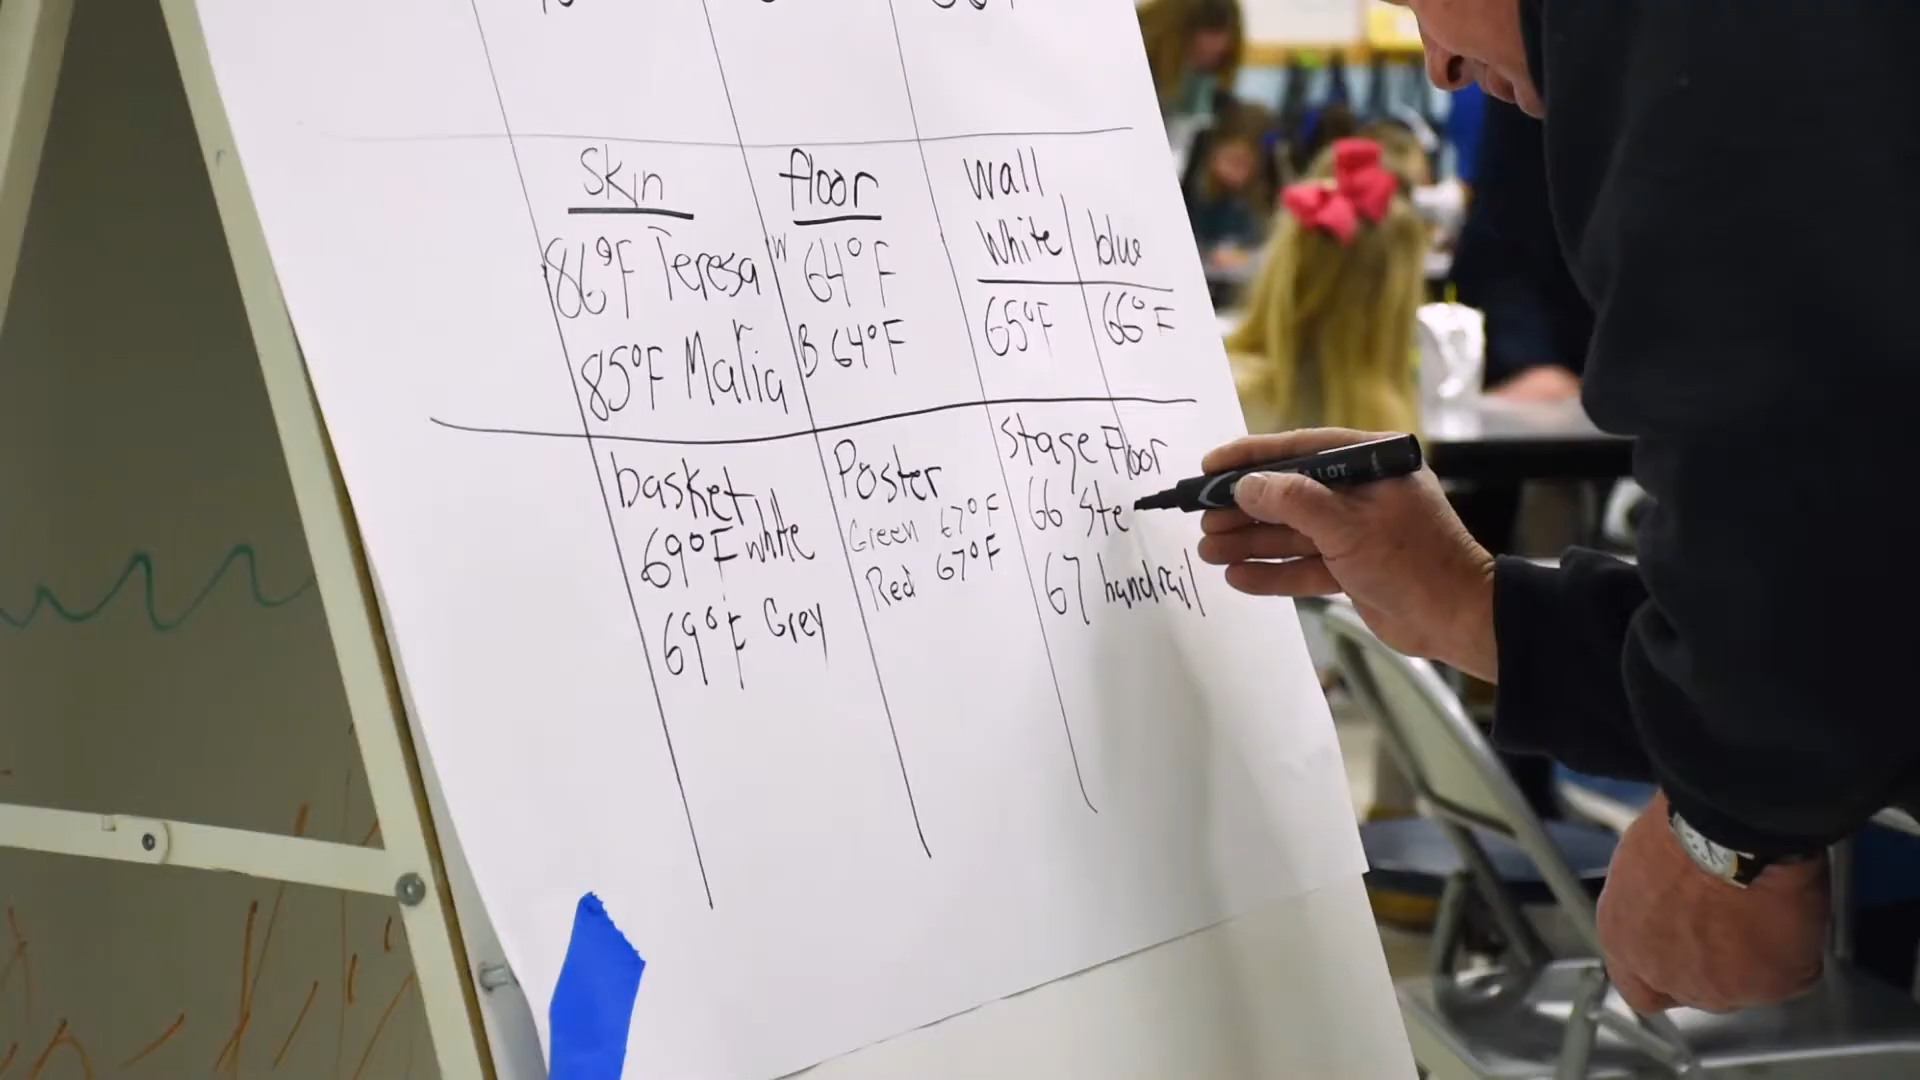 Skin
86°F Teresa
85°F Maria
floor
W 64°F
B 64°F
Wall
White
blue
65°F
66°F
basket
69°F white
69°F Grey
Poster
Green 67°F
Red 67°F
Stage Floor
66 Ste
67 handrail